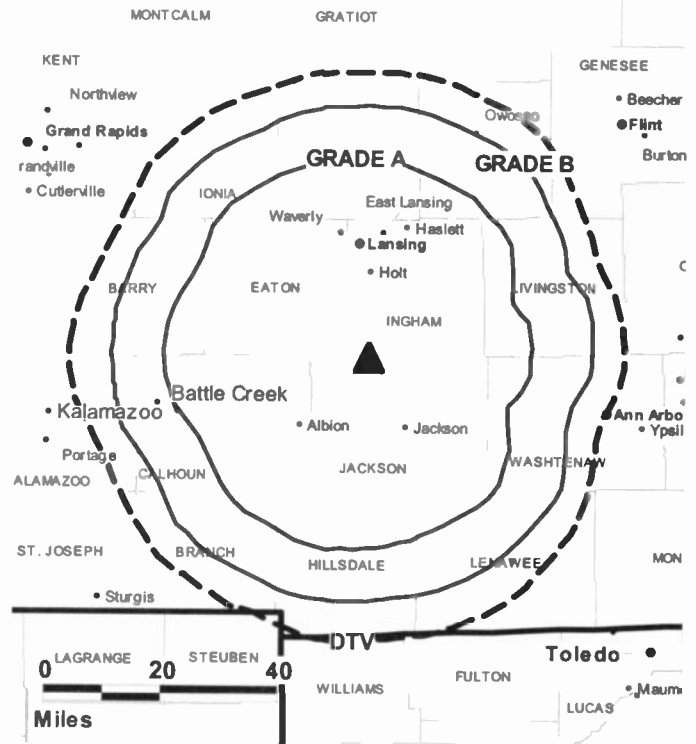 MONTCALM
GRATIOT
KENT
GENESEE
Northview
Beecher
Owosso
Grand Rapids
Flint
GRADE A
GRADE B
Burton
randville
Cutlerville
IONIA
East Lansing
Waverly
Haslett
Lansing
Holt
BARRY
EATON
LIVINGSTON
INGHAM
Battle Creek
Kalamazoo
Ann Arbo
Albion
Jackson
Ypsil
Portage
WASHTENAW
JACKSON
CALHOUN
ALAMAZOO
ST. JOSEPH
BRANCH
HILLSDALE
LENAWEE
MON
Sturgis
DTV
LAGRANGE
STEUBEN
Toledo
0 20 40
FULTON
WILLIAMS
Maum
LUCAS
Miles